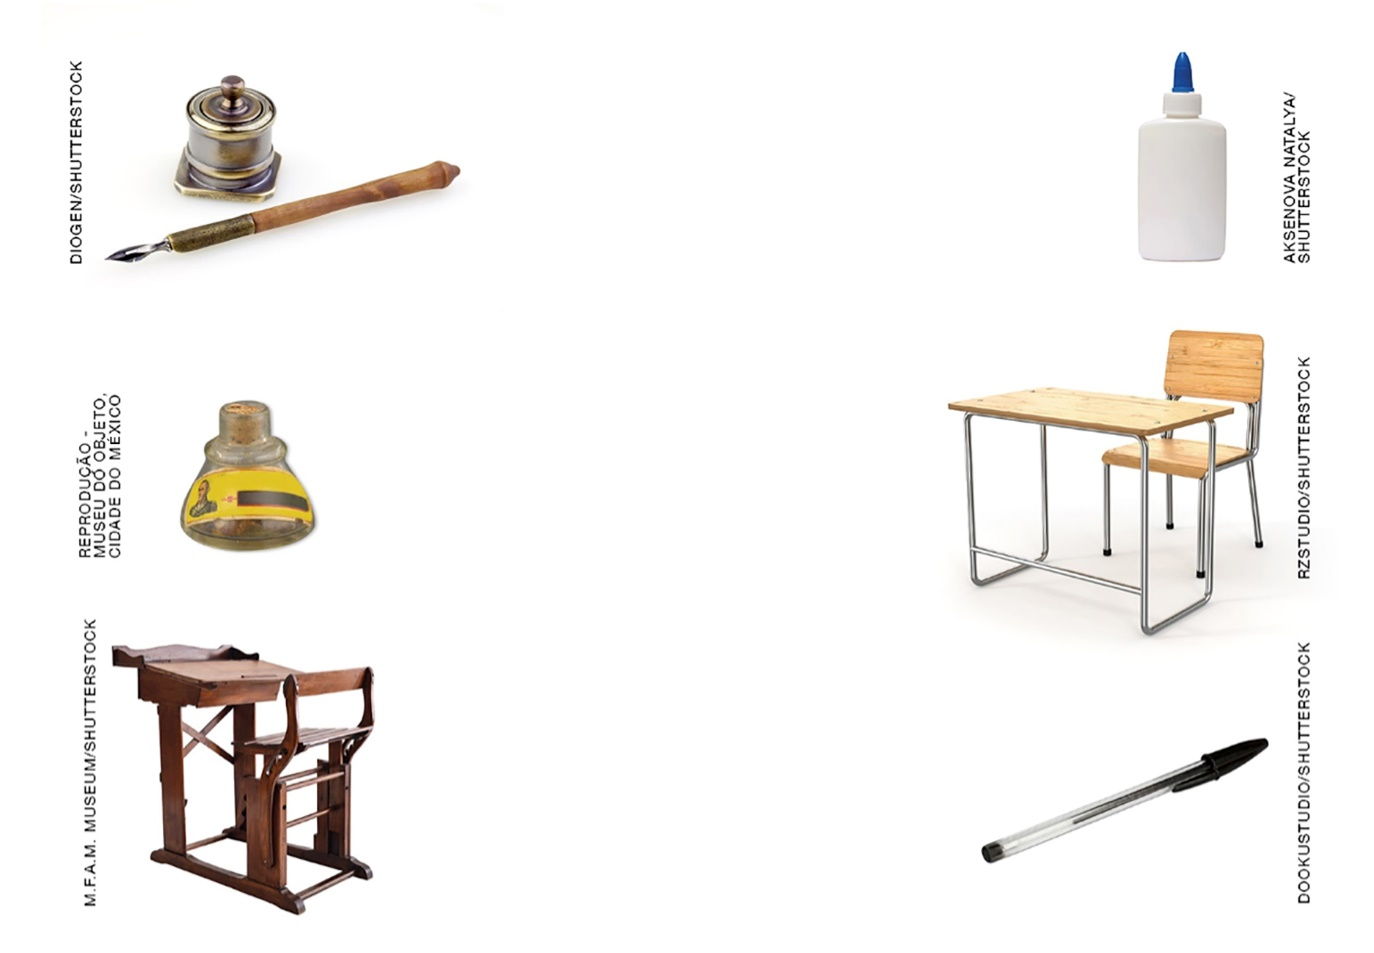 DIOGEN/SHUTTERSTOCK
REPRODUÇÃO -
MUSEU DO OBJETO,
CIDADE DO MÉXICO
M.F.A.M. MUSEUM/SHUTTERSTOCK
AKSENOVA NATALYA/
SHUTTERSTOCK
RZSTUDIO/SHUTTERSTOCK
DOOKUSTUDIO/SHUTTERSTOCK